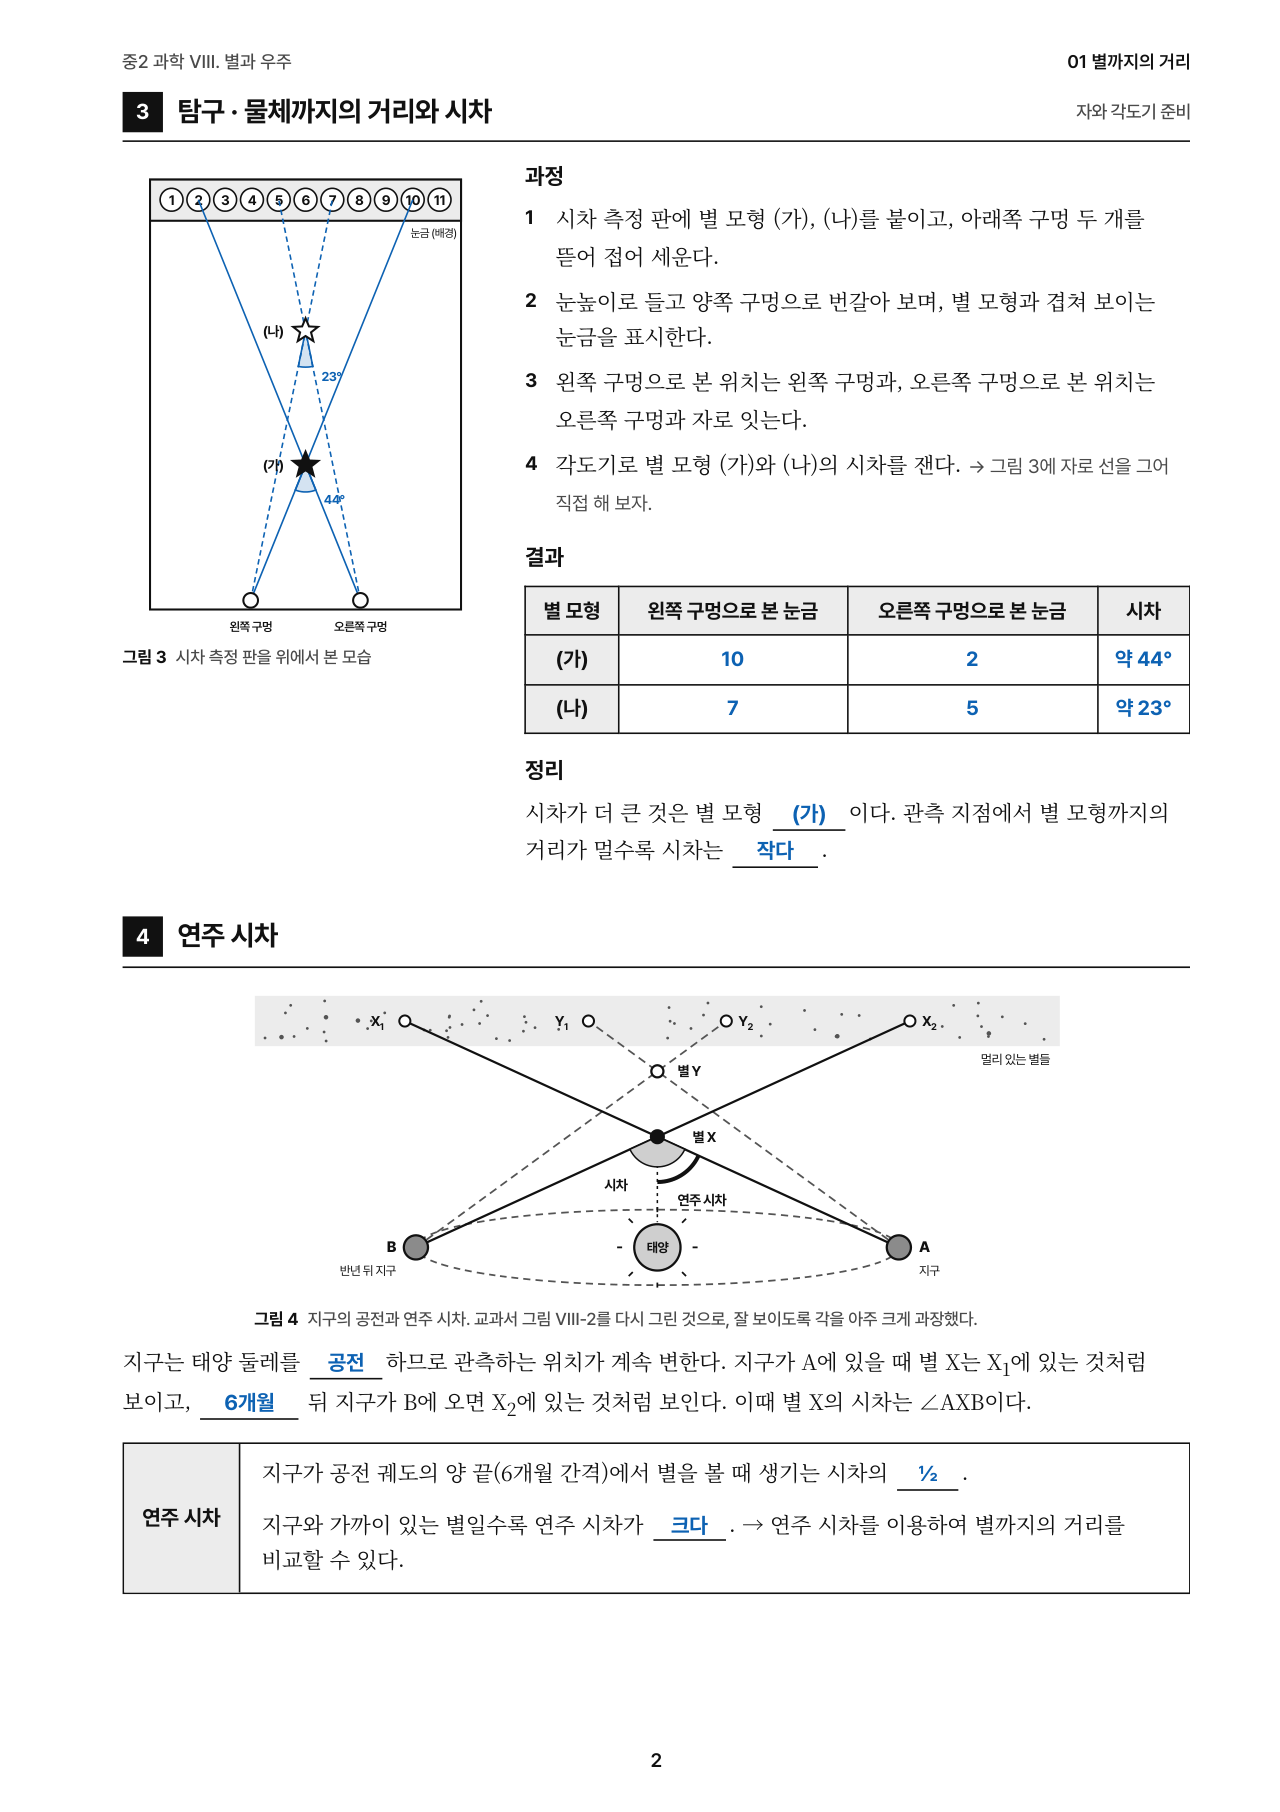 중2 과학 VIII. 별과 우주
01 별까지의 거리
3 탐구 · 물체까지의 거리와 시차
자와 각도기 준비
1 2 3 4 5 6 7 8 9 10 11
눈금 (배경)
(나)
23°
(가)
44°
왼쪽 구멍 오른쪽 구멍
그림 3 시차 측정 판을 위에서 본 모습
과정
1 시차 측정 판에 별 모형 (가), (나)를 붙이고, 아래쪽 구멍 두 개를
뜯어 접어 세운다.
2 눈높이로 들고 양쪽 구멍으로 번갈아 보며, 별 모형과 겹쳐 보이는
눈금을 표시한다.
3 왼쪽 구멍으로 본 위치는 왼쪽 구멍과, 오른쪽 구멍으로 본 위치는
오른쪽 구멍과 자로 잇는다.
4 각도기로 별 모형 (가)와 (나)의 시차를 잰다. → 그림 3에 자로 선을 그어
직접 해 보자.
결과
별 모형 왼쪽 구멍으로 본 눈금 오른쪽 구멍으로 본 눈금 시차
(가) 10 2 약 44°
(나) 7 5 약 23°
정리
시차가 더 큰 것은 별 모형 (가) 이다. 관측 지점에서 별 모형까지의
거리가 멀수록 시차는 작다 .
4 연주 시차
X₁ Y₁ Y₂ X₂
멀리 있는 별들
별 Y
별 X
시차
연주 시차
B 태양 A
반년 뒤 지구 지구
그림 4 지구의 공전과 연주 시차. 교과서 그림 VIII-2를 다시 그린 것으로, 잘 보이도록 각을 아주 크게 과장했다.
지구는 태양 둘레를 공전 하므로 관측하는 위치가 계속 변한다. 지구가 A에 있을 때 별 X는 X₁에 있는 것처럼
보이고, 6개월 뒤 지구가 B에 오면 X₂에 있는 것처럼 보인다. 이때 별 X의 시차는 ∠AXB이다.
연주 시차
지구가 공전 궤도의 양 끝(6개월 간격)에서 별을 볼 때 생기는 시차의 ½ .
지구와 가까이 있는 별일수록 연주 시차가 크다 . → 연주 시차를 이용하여 별까지의 거리를
비교할 수 있다.
2